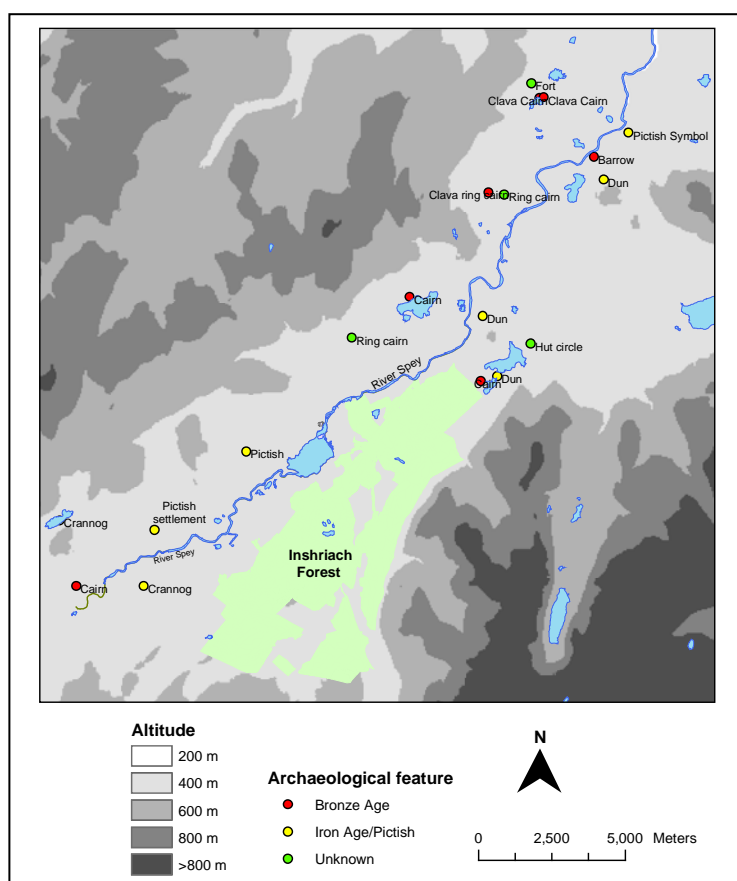 Fort
Clava Cairn
Clava Cairn
Pictish Symbol
Barrow
Dun
Clava ring cairn
Ring cairn
Cairn
Dun
Ring cairn
Hut circle
River Spey
Dun
Cairn
Pictish
Pictish
settlement
Crannog
River Spey
Inshriach
Forest
Cairn
Crannog
Altitude
200 m
400 m
600 m
800 m
>800 m
Archaeological feature
Bronze Age
Iron Age/Pictish
Unknown
N
0 2,500 5,000 Meters